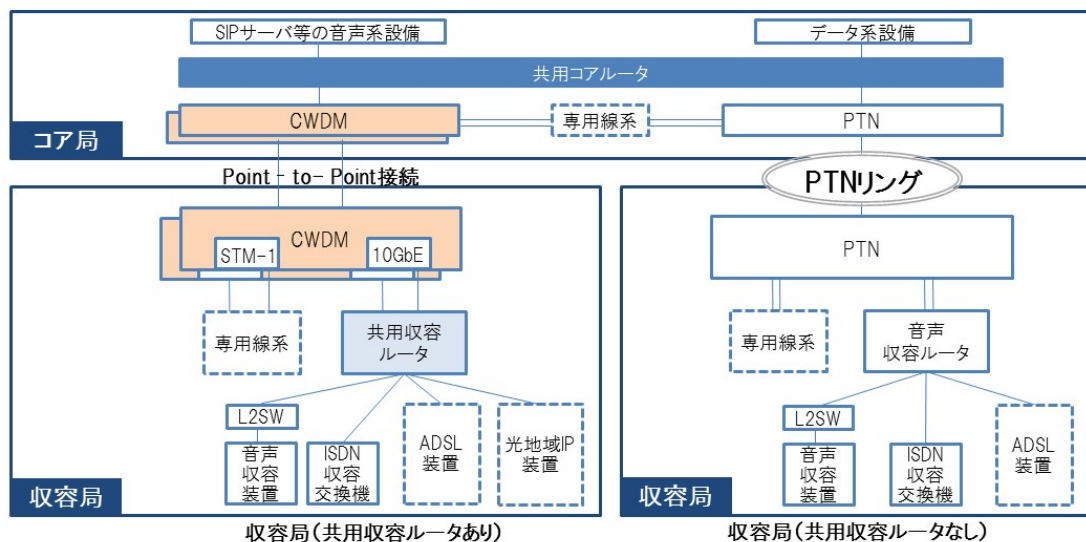 SIPサーバ等の音声系設備
データ系設備
共用コアルータ
CWDM
専用線系
PTN
コア局
Point - to- Point接続
PTNリング
CWDM
STM-1
10GbE
専用線系
共用収容
ルータ
L2SW
音声
収容
装置
ISDN
収容
交換機
ADSL
装置
光地域IP
装置
収容局
収容局(共用収容ルータあり)
PTN
専用線系
音声
収容ルータ
L2SW
音声
収容
装置
ISDN
収容
交換機
ADSL
装置
収容局
収容局(共用収容ルータなし)